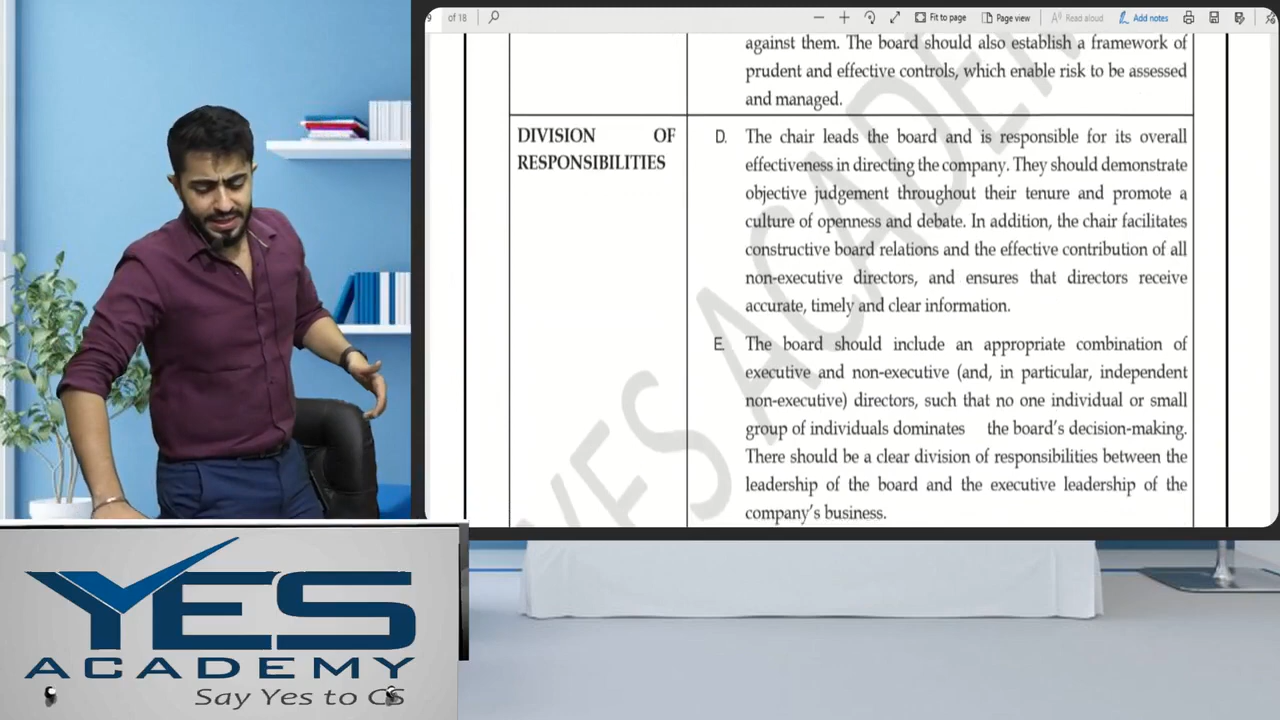 9 of 18 Fit to page Page view Read aloud Add notes
against them. The board should also establish a framework of
prudent and effective controls, which enable risk to be assessed
and managed.
DIVISION OF
RESPONSIBILITIES
D. The chair leads the board and is responsible for its overall
effectiveness in directing the company. They should demonstrate
objective judgement throughout their tenure and promote a
culture of openness and debate. In addition, the chair facilitates
constructive board relations and the effective contribution of all
non-executive directors, and ensures that directors receive
accurate, timely and clear information.
E. The board should include an appropriate combination of
executive and non-executive (and, in particular, independent
non-executive) directors, such that no one individual or small
group of individuals dominates the board's decision-making.
There should be a clear division of responsibilities between the
leadership of the board and the executive leadership of the
company's business.
YES ACADEM
YES
ACADEMY
Say Yes to CS